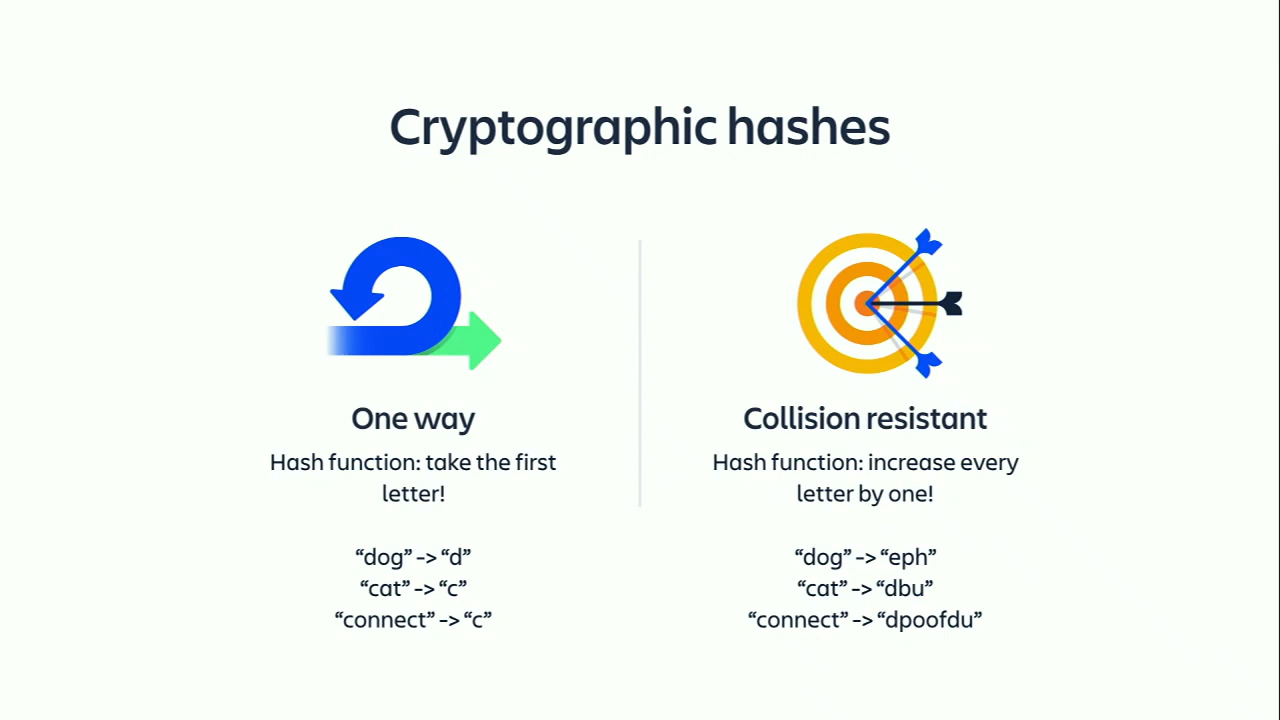 Cryptographic hashes
One way
Hash function: take the first
letter!
“dog” -> “d”
“cat” -> “c”
“connect” -> “c”
Collision resistant
Hash function: increase every
letter by one!
“dog” -> “eph”
“cat” -> “dbu”
“connect” -> “dpoofdu”